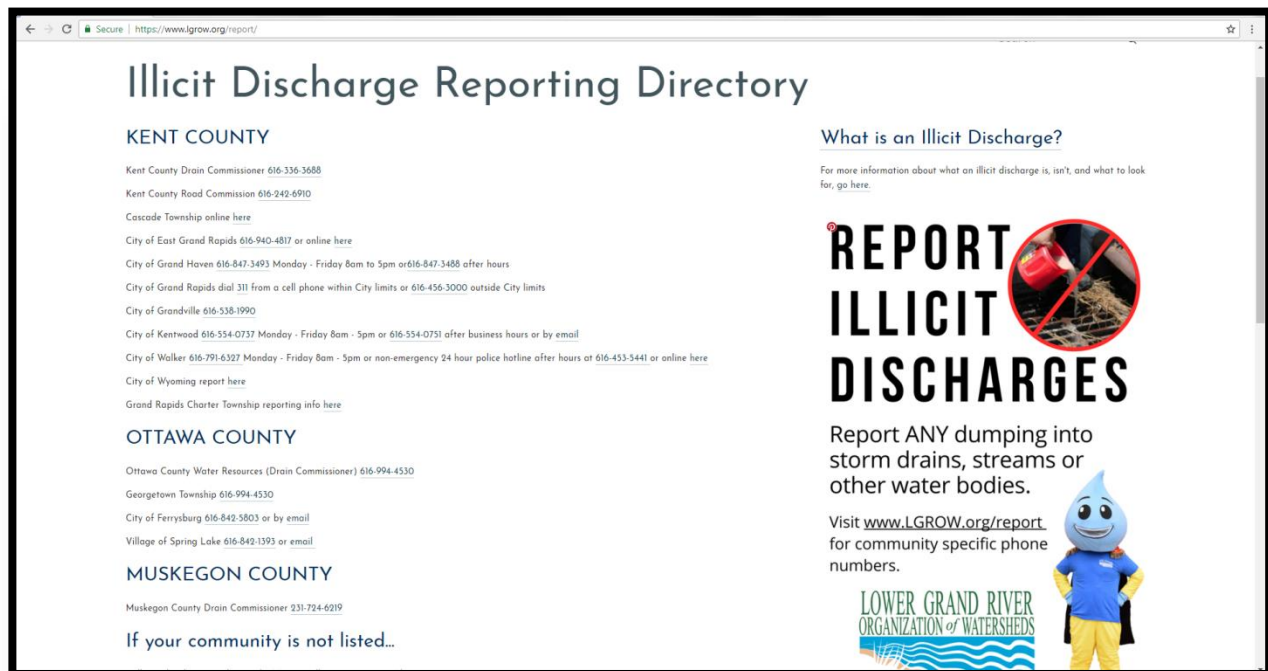 Secure | https://www.lgrow.org/report/
Illicit Discharge Reporting Directory
KENT COUNTY
Kent County Drain Commissioner 616-336-3688
Kent County Road Commission 616-242-6910
Cascade Township online here
City of East Grand Rapids 616-940-4817 or online here
City of Grand Haven 616-847-3493 Monday - Friday 8am to 5pm or616-847-3488 after hours
City of Grand Rapids dial 311 from a cell phone within City limits or 616-456-3000 outside City limits
City of Grandville 616-538-1990
City of Kentwood 616-554-0737 Monday - Friday 8am - 5pm or 616-554-0751 after business hours or by email
City of Walker 616-791-6327 Monday - Friday 8am - 5pm or non-emergency 24 hour police hotline after hours at 616-453-5441 or online here
City of Wyoming report here
Grand Rapids Charter Township reporting info here
OTTAWA COUNTY
Ottawa County Water Resources (Drain Commissioner) 616-994-4530
Georgetown Township 616-994-4530
City of Ferrysburg 616-842-5803 or by email
Village of Spring Lake 616-842-1393 or email
MUSKEGON COUNTY
Muskegon County Drain Commissioner 231-724-6219
If your community is not listed...
What is an Illicit Discharge?
For more information about what an illicit discharge is, isn't, and what to look
for, go here.
REPORT
ILLICIT
DISCHARGES
Report ANY dumping into
storm drains, streams or
other water bodies.
Visit www.LGROW.org/report
for community specific phone
numbers.
LOWER GRAND RIVER
ORGANIZATION of WATERSHEDS